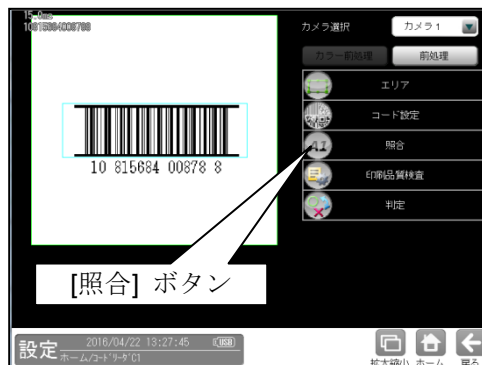 15.0ms
10815684008788
カメラ選択
カメラ1
カラー前処理
前処理
エリア
コード設定
照合
印刷品質検査
判定
10 815684 00878 8
[照合] ボタン
設定
2016/04/22 13:27:45
USB
ホーム/コードリーダC1
拡大縮小
ホーム
戻る